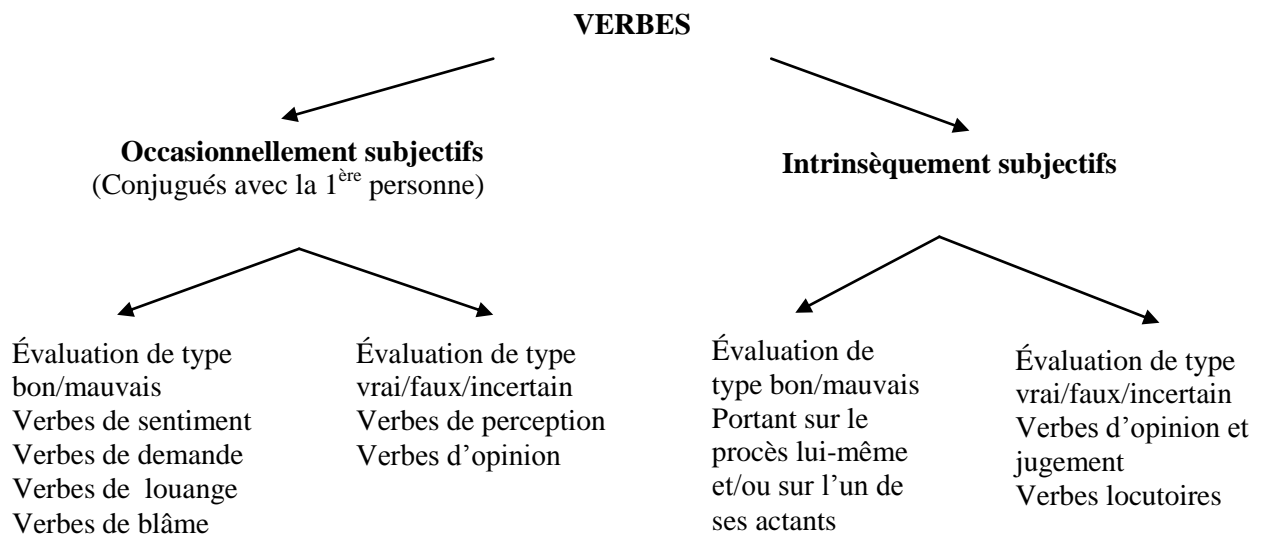 VERBES
Occasionnellement subjectifs
(Conjugués avec la 1ère personne)
Intrinsèquement subjectifs
Évaluation de type
bon/mauvais
Verbes de sentiment
Verbes de demande
Verbes de louange
Verbes de blâme
Évaluation de type
vrai/faux/incertain
Verbes de perception
Verbes d’opinion
Évaluation de
type bon/mauvais
Portant sur le
procès lui-même
et/ou sur l’un de
ses actants
Évaluation de type
vrai/faux/incertain
Verbes d’opinion et
jugement
Verbes locutoires